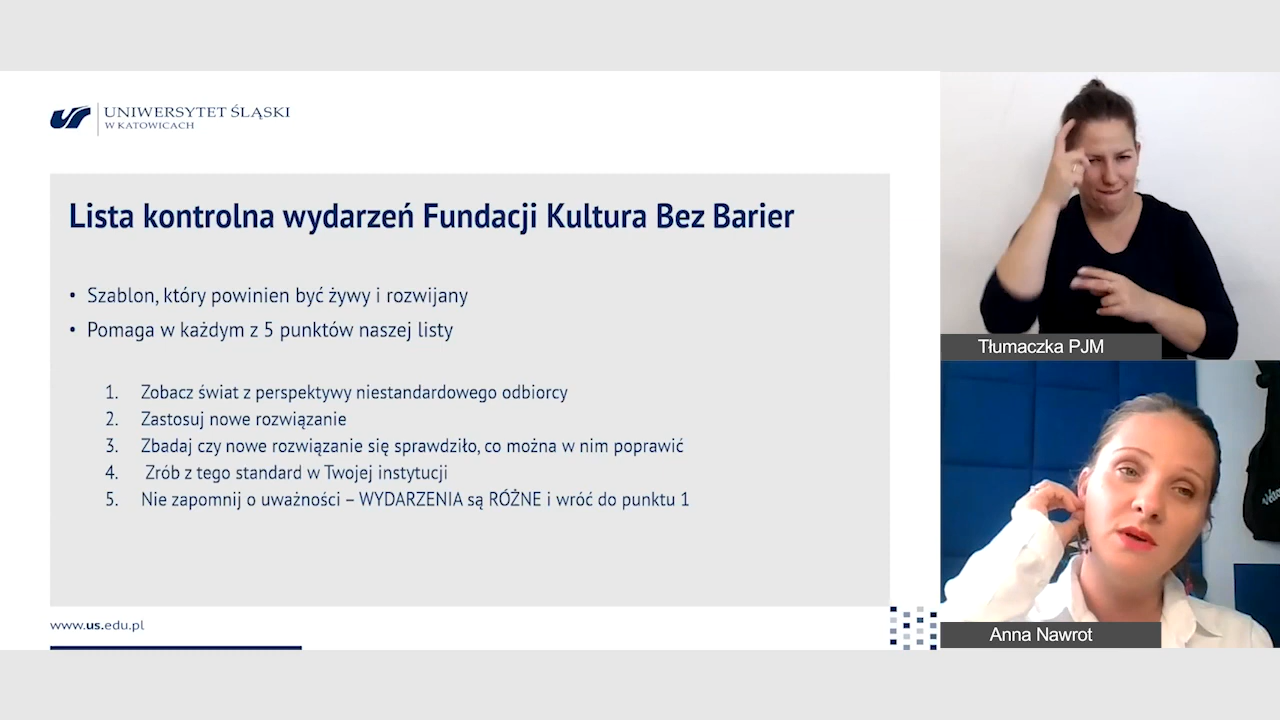 UNIWERSYTET ŚLĄSKI
W KATOWICACH
Lista kontrolna wydarzeń Fundacji Kultura Bez Barier
• Szablon, który powinien być żywy i rozwijany
• Pomaga w każdym z 5 punktów naszej listy
1. Zobacz świat z perspektywy niestandardowego odbiorcy
2. Zastosuj nowe rozwiązanie
3. Zbadaj czy nowe rozwiązanie się sprawdziło, co można w nim poprawić
4. Zrób z tego standard w Twojej instytucji
5. Nie zapomnij o uważności – WYDARZENIA są RÓŻNE i wróć do punktu 1
www.us.edu.pl
Tłumaczka PJM
Anna Nawrot